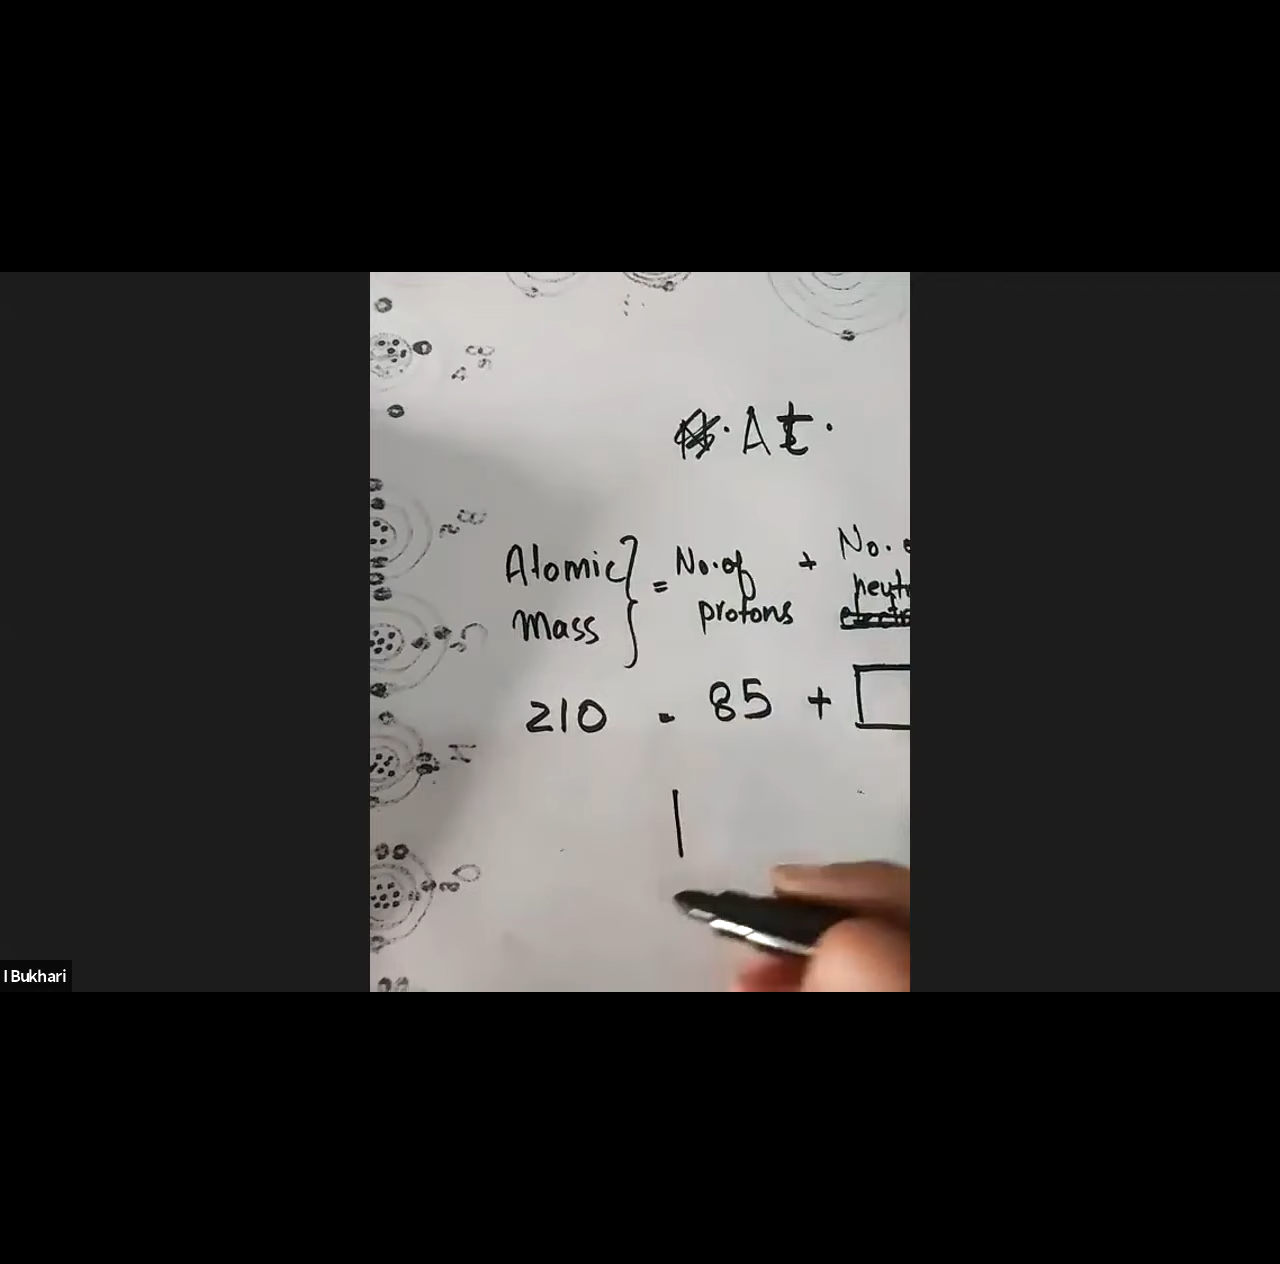 . At.
Atomic } = No. of + No.
Mass protons
210 = 85 +
I Bukhari